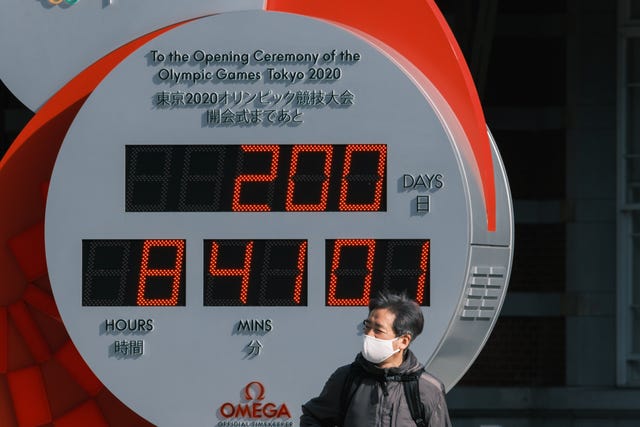 To the Opening Ceremony of the
Olympic Games Tokyo 2020
東京2020オリンピック競技大会
開会式まであと
200
DAYS
日
8 41 01
HOURS MINS
時間 分
OMEGA
OFFICIAL TIMEKEEPER